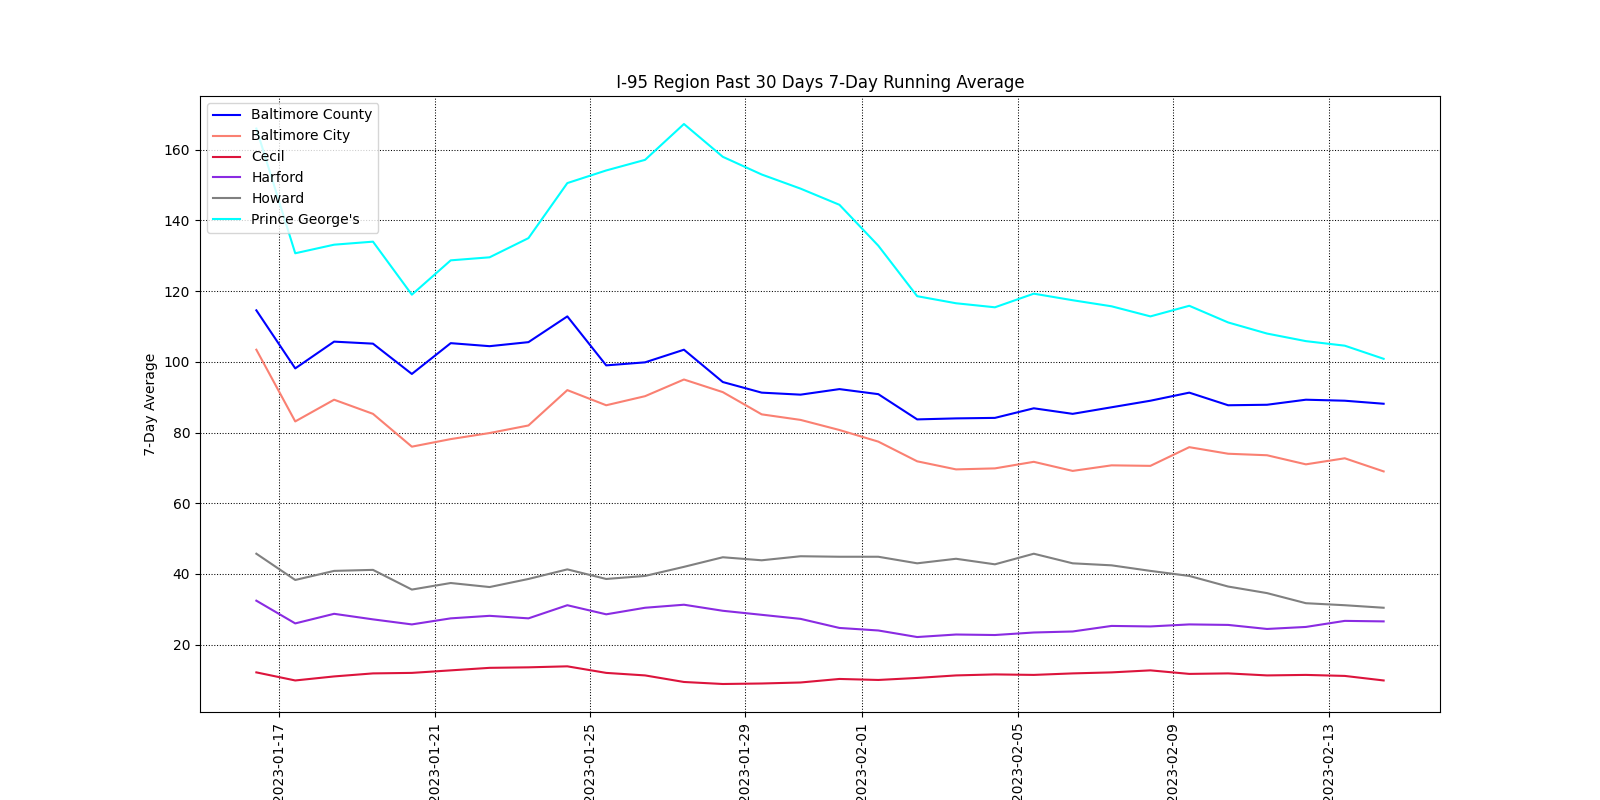 I-95 Region Past 30 Days 7-Day Running Average
Baltimore County
Baltimore City
Cecil
Harford
Howard
Prince George's
7-Day Average
160
140
120
100
80
60
40
20
2023-01-17
2023-01-21
2023-01-25
2023-01-29
2023-02-01
2023-02-05
2023-02-09
2023-02-13